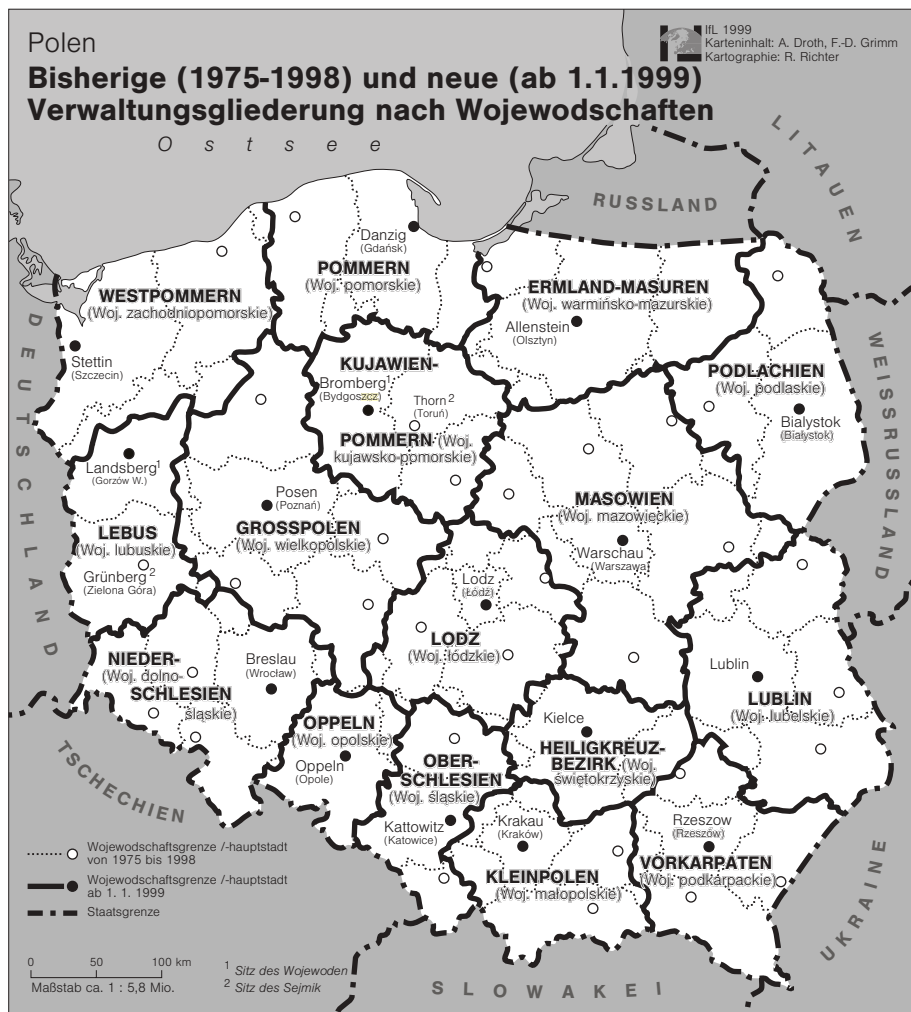 Polen
Bisherige (1975-1998) und neue (ab 1.1.1999)
Verwaltungsgliederung nach Wojewodschaften
IfL 1999
Karteninhalt: A. Droth, F.-D. Grimm
Kartographie: R. Richter
Ostsee
LITAUEN
RUSSLAND
DEUTSCHLAND
WEISSRUSSLAND
TSCHECHIEN
SLOWAKEI
UKRAINE
Danzig
(Gdańsk)
POMMERN
(Woj. pomorskie)
WESTPOMMERN
(Woj. zachodniopomorskie)
Stettin
(Szczecin)
ERMLAND-MASUREN
(Woj. warmińsko-mazurskie)
Allenstein
(Olsztyn)
KUJAWIEN-
Bromberg1
(Bydgoszcz)
Thorn2
(Toruń)
POMMERN (Woj.
kujawsko-pomorskie)
PODLACHIEN
(Woj. podlaskie)
Bialystok
(Białystok)
Landsberg1
(Gorzów W.)
LEBUS
(Woj. lubuskie)
Grünberg2
(Zielona Góra)
Posen
(Poznań)
GROSSPOLEN
(Woj. wielkopolskie)
MASOWIEN
(Woj. mazowieckie)
Warschau
(Warszawa)
Lodz
(Łódź)
LODZ
(Woj. łódzkie)
NIEDER-
(Woj. dolno-
SCHLESIEN
śląskie)
Breslau
(Wrocław)
Lublin
LUBLIN
(Woj. lubelskie)
OPPELN
(Woj. opolskie)
Oppeln
(Opole)
OBER-
SCHLESIEN
(Woj. śląskie)
Kattowitz
(Katowice)
Kielce
HEILIGKREUZ-
BEZIRK (Woj.
świętokrzyskie)
Krakau
(Kraków)
KLEINPOLEN
(Woj. małopolskie)
Rzeszow
(Rzeszów)
VORKARPATEN
(Woj. podkarpackie)
Wojewodschaftsgrenze /-hauptstadt
von 1975 bis 1998
Wojewodschaftsgrenze /-hauptstadt
ab 1. 1. 1999
Staatsgrenze
0 50 100 km
Maßstab ca. 1 : 5,8 Mio.
1 Sitz des Wojewoden
2 Sitz des Sejmik